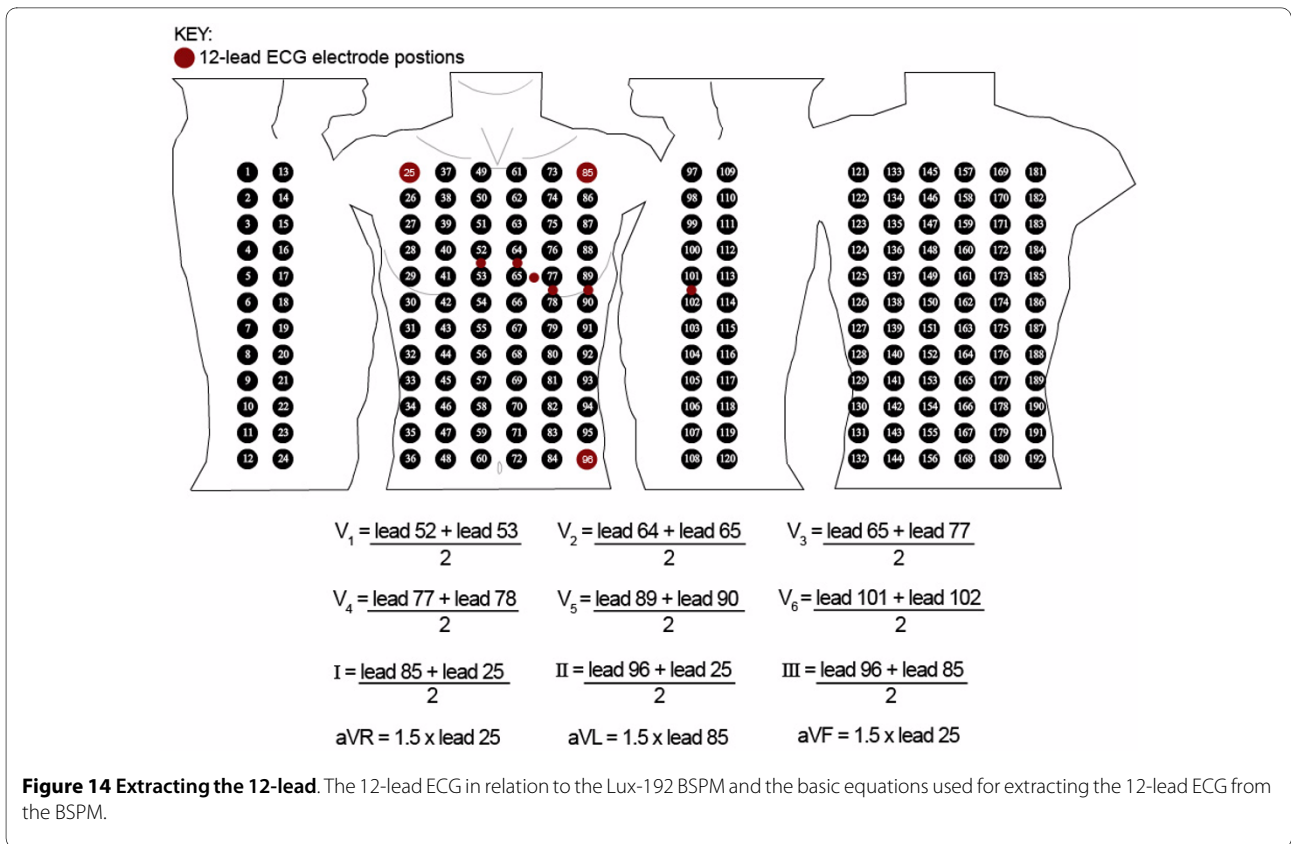 KEY:
12-lead ECG electrode postions
1 13 25 37 49 61 73 85 97 109 121 133 145 157 169 181
2 14 26 38 50 62 74 86 98 110 122 134 146 158 170 182
3 15 27 39 51 63 75 87 99 111 123 135 147 159 171 183
4 16 28 40 52 64 76 88 100 112 124 136 148 160 172 184
5 17 29 41 53 65 77 89 101 113 125 137 149 161 173 185
6 18 30 42 54 66 78 90 102 114 126 138 150 162 174 186
7 19 31 43 55 67 79 91 103 115 127 139 151 163 175 187
8 20 32 44 56 68 80 92 104 116 128 140 152 164 176 188
9 21 33 45 57 69 81 93 105 117 129 141 153 165 177 189
10 22 34 46 58 70 82 94 106 118 130 142 154 166 178 190
11 23 35 47 59 71 83 95 107 119 131 143 155 167 179 191
12 24 36 48 60 72 84 96 108 120 132 144 156 168 180 192
V₁ = lead 52 + lead 53 / 2 V₂ = lead 64 + lead 65 / 2 V₃ = lead 65 + lead 77 / 2
V₄ = lead 77 + lead 78 / 2 V₅ = lead 89 + lead 90 / 2 V₆ = lead 101 + lead 102 / 2
I = lead 85 + lead 25 / 2 II = lead 96 + lead 25 / 2 III = lead 96 + lead 85 / 2
aVR = 1.5 x lead 25 aVL = 1.5 x lead 85 aVF = 1.5 x lead 25
Figure 14 Extracting the 12-lead. The 12-lead ECG in relation to the Lux-192 BSPM and the basic equations used for extracting the 12-lead ECG from
the BSPM.